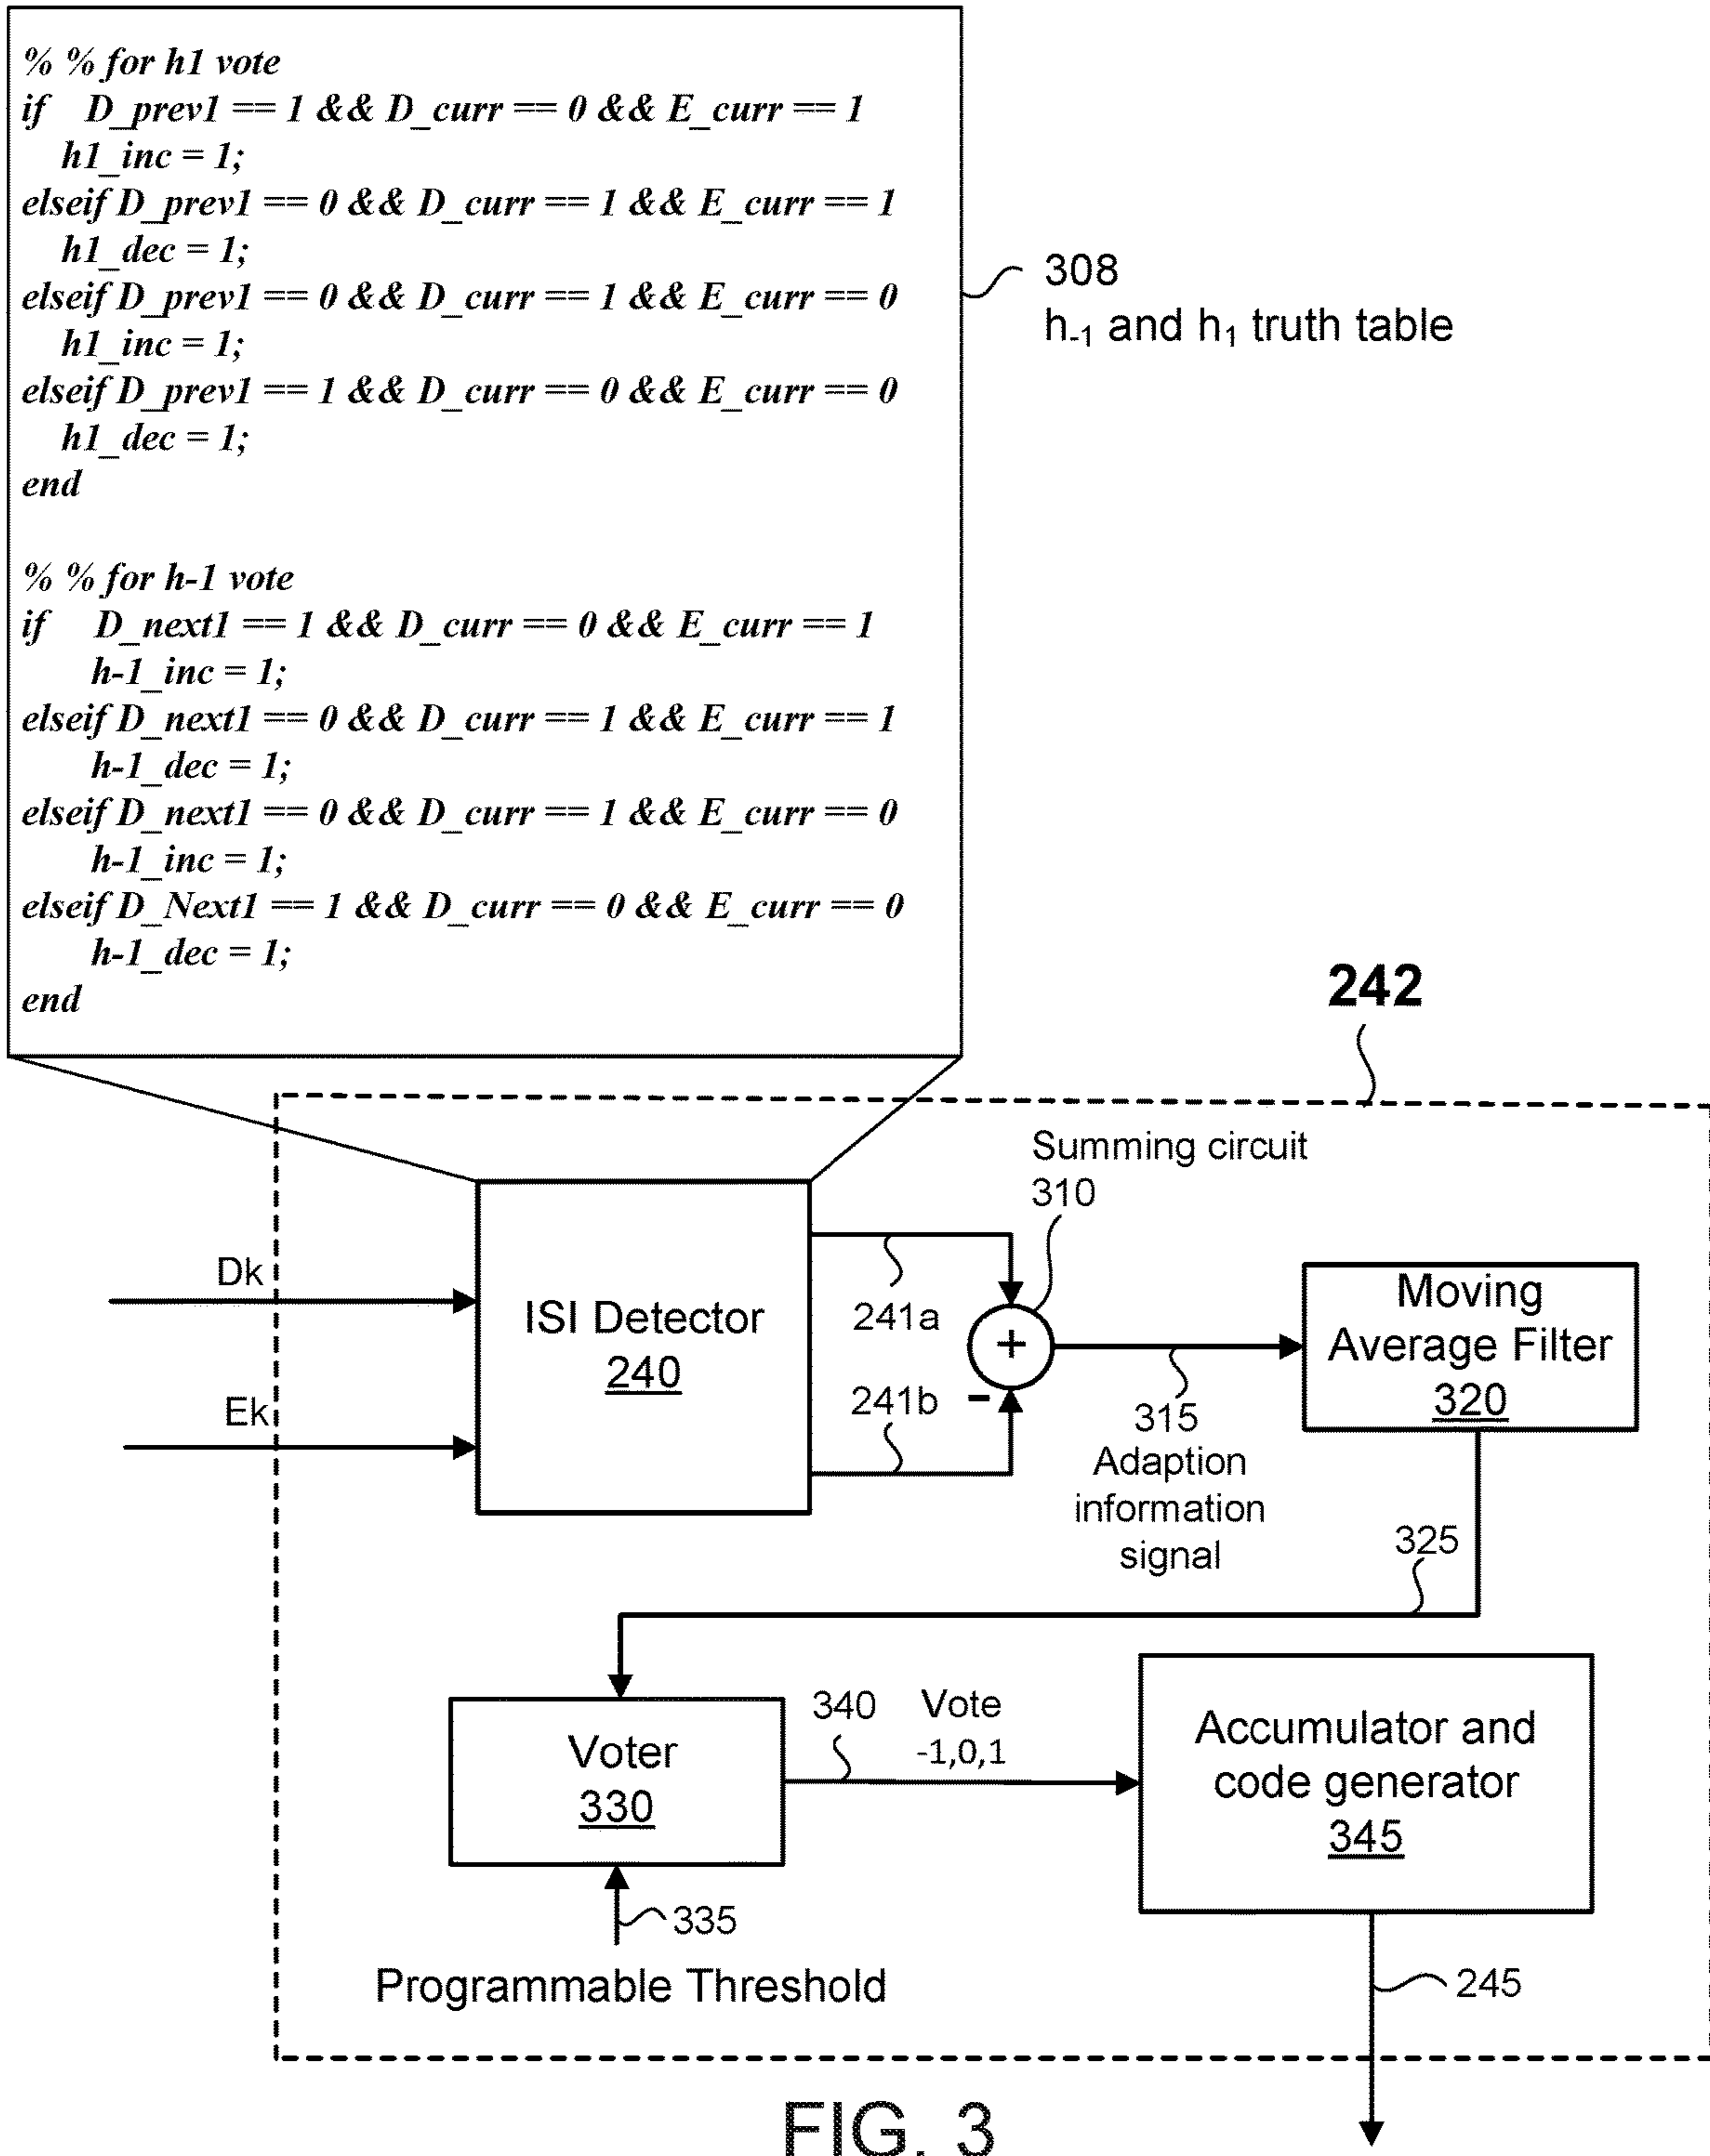 % % for h1 vote
if D_prev1 == 1 && D_curr == 0 && E_curr == 1
h1_inc = 1;
elseif D_prev1 == 0 && D_curr == 1 && E_curr == 1
h1_dec = 1;
elseif D_prev1 == 0 && D_curr == 1 && E_curr == 0
h1_inc = 1;
elseif D_prev1 == 1 && D_curr == 0 && E_curr == 0
h1_dec = 1;
end
% % for h-1 vote
if D_next1 == 1 && D_curr == 0 && E_curr == 1
h-1_inc = 1;
elseif D_next1 == 0 && D_curr == 1 && E_curr == 1
h-1_dec = 1;
elseif D_next1 == 0 && D_curr == 1 && E_curr == 0
h-1_inc = 1;
elseif D_Next1 == 1 && D_curr == 0 && E_curr == 0
h-1_dec = 1;
end
308
h₋₁ and h₁ truth table
242
Summing circuit
310
Dk
Ek
ISI Detector
240
241a
241b
+
-
315
Adaption
information
signal
Moving
Average Filter
320
325
Voter
330
340
Vote
-1,0,1
Accumulator and
code generator
345
335
Programmable Threshold
245
FIG. 3